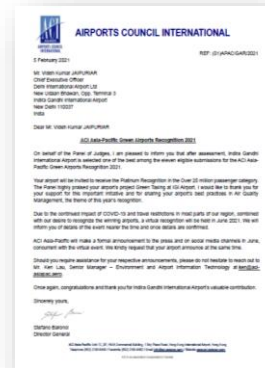 ACI
AIRPORTS COUNCIL
INTERNATIONAL
AIRPORTS COUNCIL INTERNATIONAL
REF: (01)/APAC/GAR/2021
5 February 2021
Mr. Videh Kumar JAIPURIAR
Chief Executive Officer
Delhi International Airport Ltd
New Udaan Bhawan, Opp. Terminal 3
Indira Gandhi International Airport
New Delhi 110037
India
Dear Mr. Videh Kumar JAIPURIAR
ACI Asia-Pacific Green Airports Recognition 2021
On behalf of the Panel of Judges, I am pleased to inform you that after assessment, Indira Gandhi
International Airport is selected one of the best among the eleven eligible submissions for the ACI Asia-
Pacific Green Airports Recognition 2021.
Your airport will be invited to receive the Platinum Recognition in the Over 25 million passenger category.
The Panel highly praised your airport's project Green Taxiing at IGI Airport. I would like to thank you for
your support for this important initiative and for sharing your airport's best practices in Air Quality
Management, the theme of this year's recognition.
Due to the continued impact of COVID-19 and travel restrictions in most parts of our region, combined
with our desire to recognize the winning airports, a virtual recognition will be held in June 2021. We will
inform you of details of the event nearer the time and once details are confirmed.
ACI Asia-Pacific will make a formal announcement to the press and on social media channels in June,
consistent with the virtual event. We kindly request that your airport announces at the same time.
Should you require assistance for your respective announcements, please do not hesitate to reach out to
Mr. Ken Lau, Senior Manager – Environment and Airport Information Technology at ken@aci-
asiapac.aero.
Once again, congratulations and thank you for Indira Gandhi International Airport's valuable contribution.
Sincerely yours,
Stefano Baronci
Director General